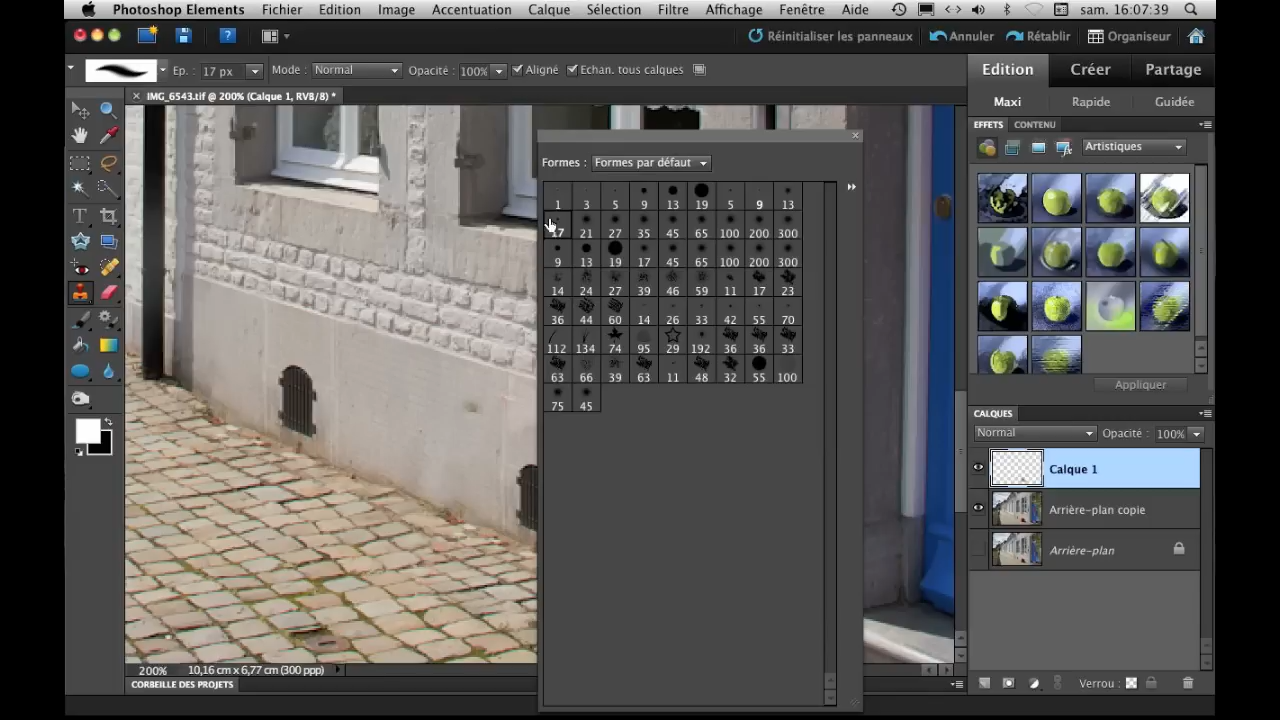 Photoshop Elements Fichier Edition Image Accentuation Calque Sélection Filtre Affichage Fenêtre Aide sam. 16:07:39
Réinitialiser les panneaux Annuler Rétablir Organiseur
Ep. : 17 px Mode : Normal Opacité : 100% Aligné Echan. tous calques
Edition Créer Partage
IMG_6543.tif @ 200% (Calque 1, RVB/8) *
Maxi Rapide Guidée
EFFETS CONTENU
Artistiques
Formes : Formes par défaut
1 3 5 9 13 19 5 9 13
17 21 27 35 45 65 100 200 300
9 13 19 17 45 65 100 200 300
14 24 27 39 46 59 11 17 23
36 44 60 14 26 33 42 55 70
112 134 74 95 29 192 36 36 33
63 66 39 63 11 48 32 55 100
75 45
Appliquer
CALQUES
Normal Opacité : 100%
Calque 1
Arrière-plan copie
Arrière-plan
200% 10,16 cm x 6,77 cm (300 ppp)
CORBEILLE DES PROJETS
Verrou :